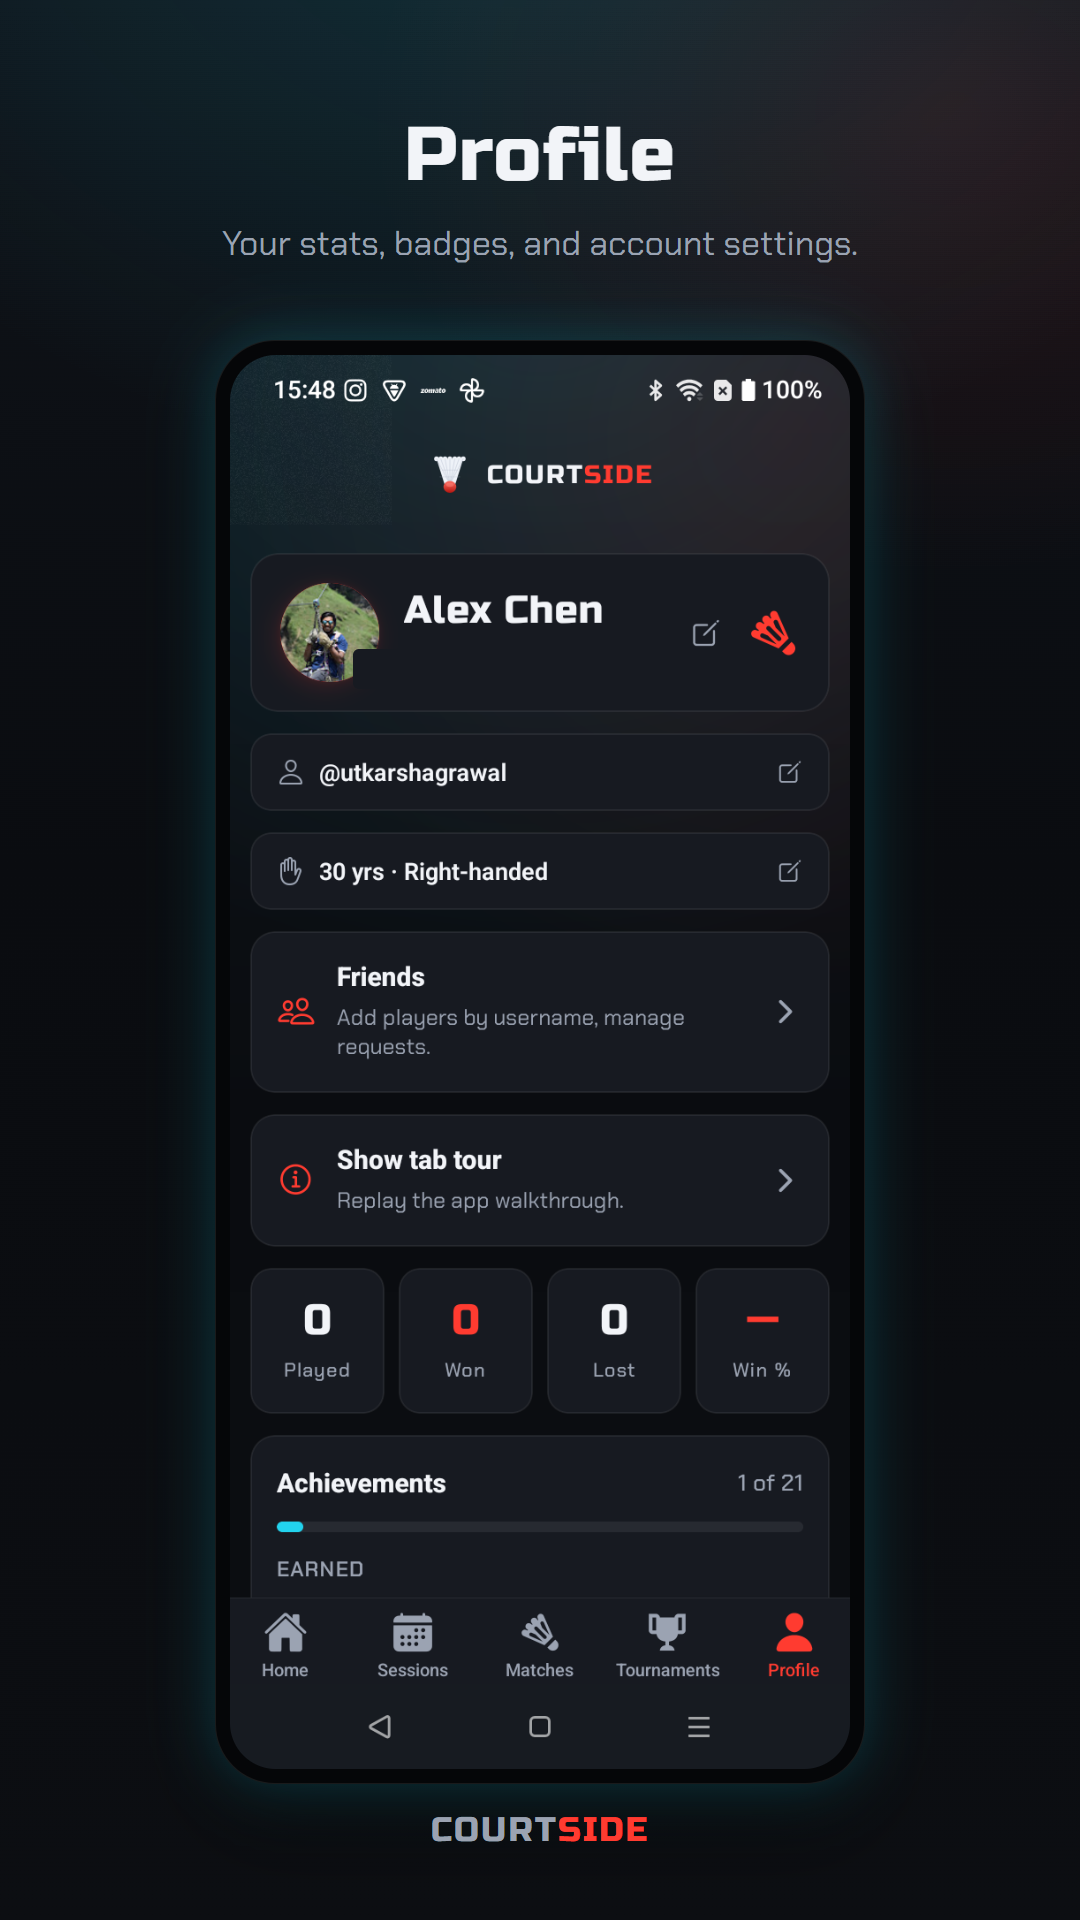 Profile
Your stats, badges, and account settings.
15:48 zomato 100%
COURTSIDE
Alex Chen
@utkarshagrawal
30 yrs · Right-handed
Friends
Add players by username, manage
requests.
Show tab tour
Replay the app walkthrough.
0 0 0 —
Played Won Lost Win %
Achievements 1 of 21
EARNED
Home Sessions Matches Tournaments Profile
COURTSIDE